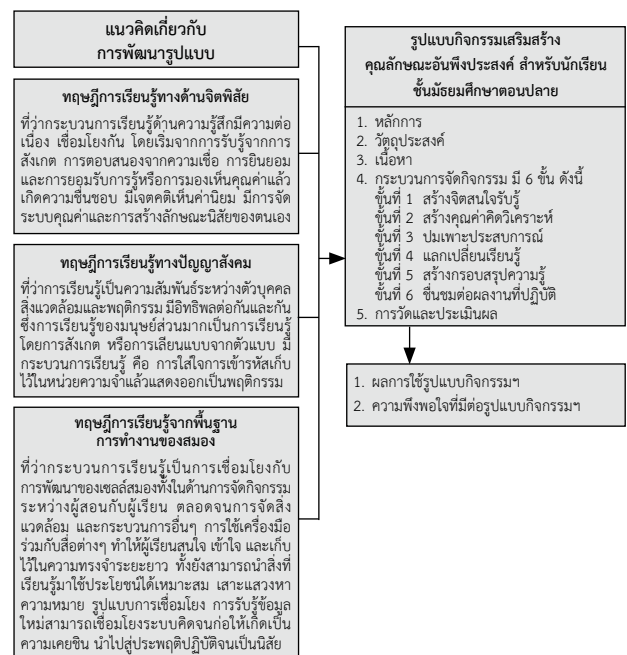 แนวคิดเกี่ยวกับ
การพัฒนารูปแบบ
ทฤษฎีการเรียนรู้ทางด้านจิตพิสัย
ที่ว่ากระบวนการเรียนรู้ด้านความรู้สึกมีความต่อ
เนื่อง เชื่อมโยงกัน โดยเริ่มจากการรับรู้จากการ
สังเกต การตอบสนองจากความเชื่อ การยินยอม
และการยอมรับการรู้หรือการมองเห็นคุณค่าแล้ว
เกิดความชื่นชอบ มีเจตคติเห็นค่านิยม มีการจัด
ระบบคุณค่าและการสร้างลักษณะนิสัยของตนเอง
ทฤษฎีการเรียนรู้ทางปัญญาสังคม
ที่ว่าการเรียนรู้เป็นความสัมพันธ์ระหว่างตัวบุคคล
สิ่งแวดล้อมและพฤติกรรม มีอิทธิพลต่อกันและกัน
ซึ่งการเรียนรู้ของมนุษย์ส่วนมากเป็นการเรียนรู้
โดยการสังเกต หรือการเลียนแบบจากตัวแบบ มี
กระบวนการเรียนรู้ คือ การใส่ใจการเข้ารหัสเก็บ
ไว้ในหน่วยความจำแล้วแสดงออกเป็นพฤติกรรม
ทฤษฎีการเรียนรู้จากพื้นฐาน
การทำงานของสมอง
ที่ว่ากระบวนการเรียนรู้เป็นการเชื่อมโยงกับ
การพัฒนาของเซลล์สมองทั้งในด้านการจัดกิจกรรม
ระหว่างผู้สอนกับผู้เรียน ตลอดจนการจัดสิ่ง
แวดล้อม และกระบวนการอื่นๆ การใช้เครื่องมือ
ร่วมกับสื่อต่างๆ ทำให้ผู้เรียนสนใจ เข้าใจ และเก็บ
ไว้ในความทรงจำระยะยาว ทั้งยังสามารถนำสิ่งที่
เรียนรู้มาใช้ประโยชน์ได้เหมาะสม เสาะแสวงหา
ความหมาย รูปแบบการเชื่อมโยง การรับรู้ข้อมูล
ใหม่สามารถเชื่อมโยงระบบคิดจนก่อให้เกิดเป็น
ความเคยชิน นำไปสู่ประพฤติปฏิบัติจนเป็นนิสัย
รูปแบบกิจกรรมเสริมสร้าง
คุณลักษณะอันพึงประสงค์ สำหรับนักเรียน
ชั้นมัธยมศึกษาตอนปลาย
1. หลักการ
2. วัตถุประสงค์
3. เนื้อหา
4. กระบวนการจัดกิจกรรม มี 6 ขั้น ดังนี้
ขั้นที่ 1 สร้างจิตสนใจรับรู้
ขั้นที่ 2 สร้างคุณค่าคิดวิเคราะห์
ขั้นที่ 3 บ่มเพาะประสบการณ์
ขั้นที่ 4 แลกเปลี่ยนเรียนรู้
ขั้นที่ 5 สร้างกรอบสรุปความรู้
ขั้นที่ 6 ชื่นชมต่อผลงานที่ปฏิบัติ
5. การวัดและประเมินผล
1. ผลการใช้รูปแบบกิจกรรมฯ
2. ความพึงพอใจที่มีต่อรูปแบบกิจกรรมฯ